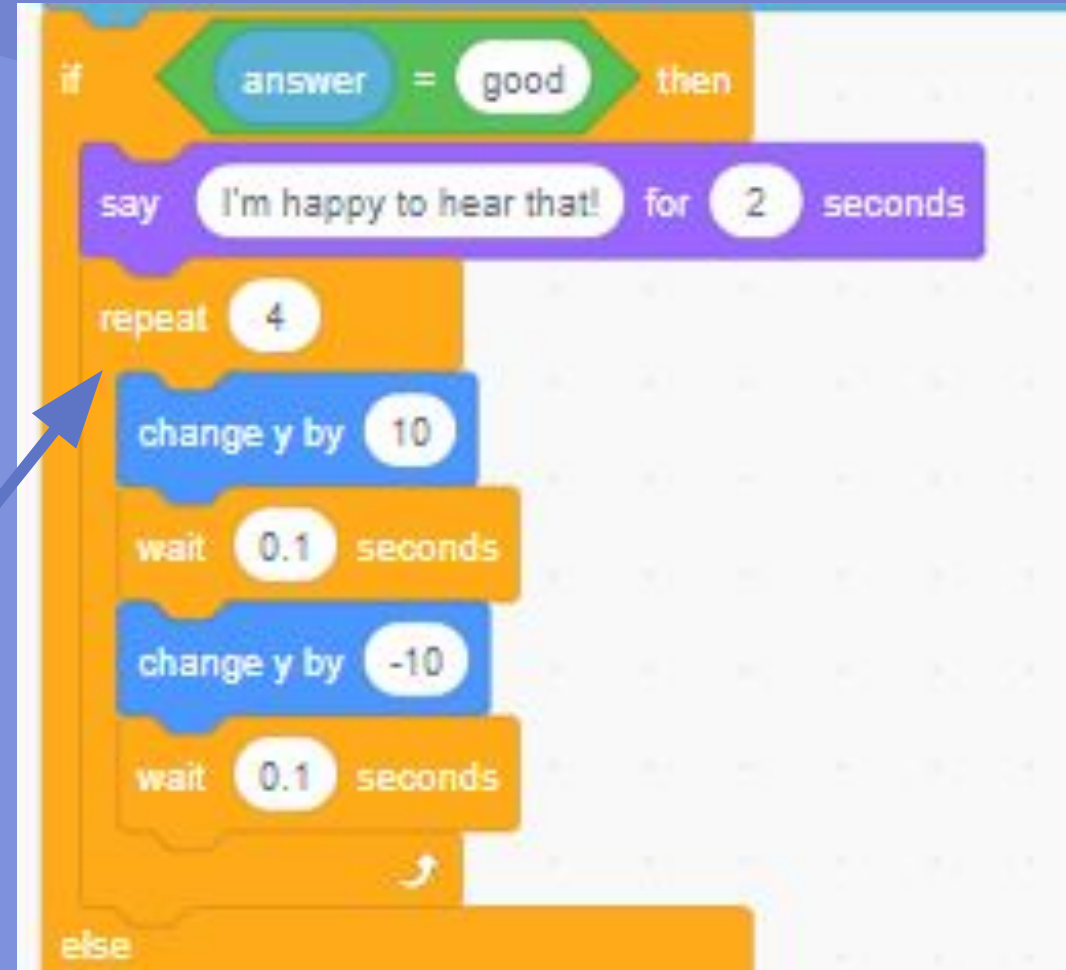 if answer = good then
say I'm happy to hear that! for 2 seconds
repeat 4
change y by 10
wait 0.1 seconds
change y by -10
wait 0.1 seconds
else